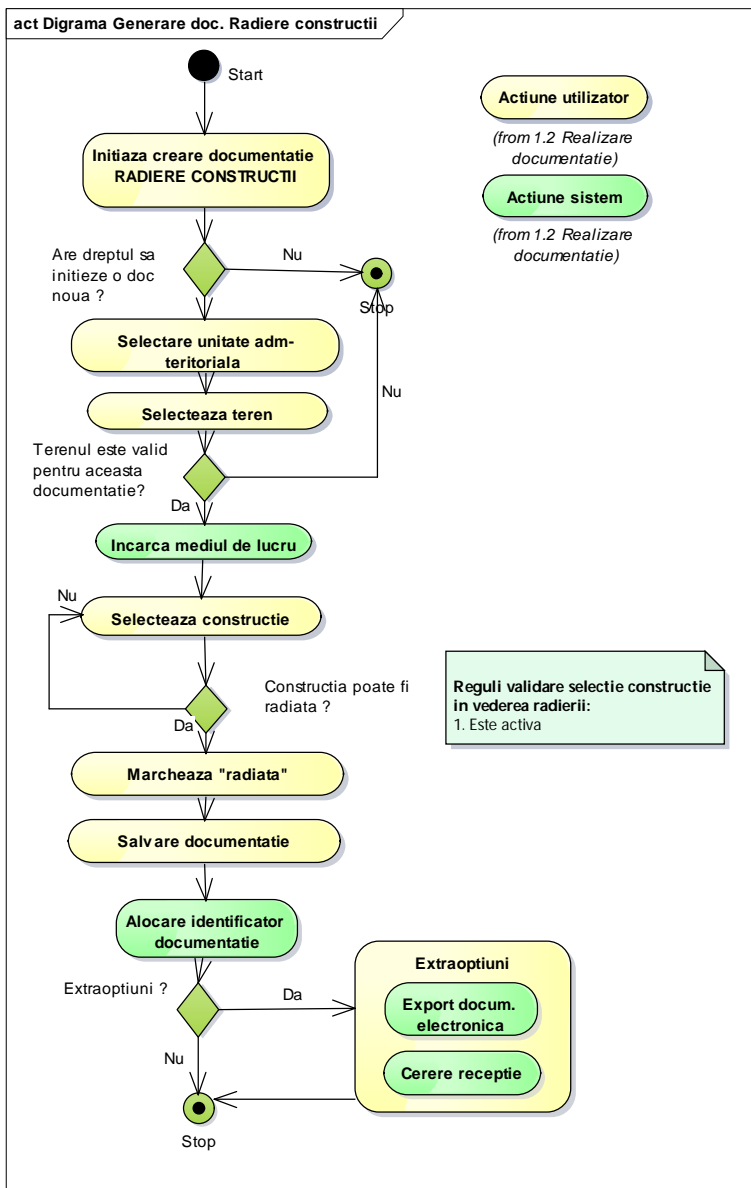 act Digrama Generare doc. Radiere constructii
Start
Actiune utilizator
(from 1.2 Realizare
documentatie)
Actiune sistem
(from 1.2 Realizare
documentatie)
Initiaza creare documentatie
RADIERE CONSTRUCTII
Are dreptul sa
initieze o doc
noua ?
Nu
Stop
Selectare unitate adm-
teritoriala
Nu
Selecteaza teren
Terenul este valid
pentru aceasta
documentatie?
Da
Incarca mediul de lucru
Nu
Selecteaza constructie
Constructia poate fi
radiata ?
Da
Reguli validare selectie constructie
in vederea radierii:
1. Este activa
Marcheaza "radiata"
Salvare documentatie
Alocare identificator
documentatie
Extraoptiuni ?
Da
Nu
Extraoptiuni
Export docum.
electronica
Cerere receptie
Stop